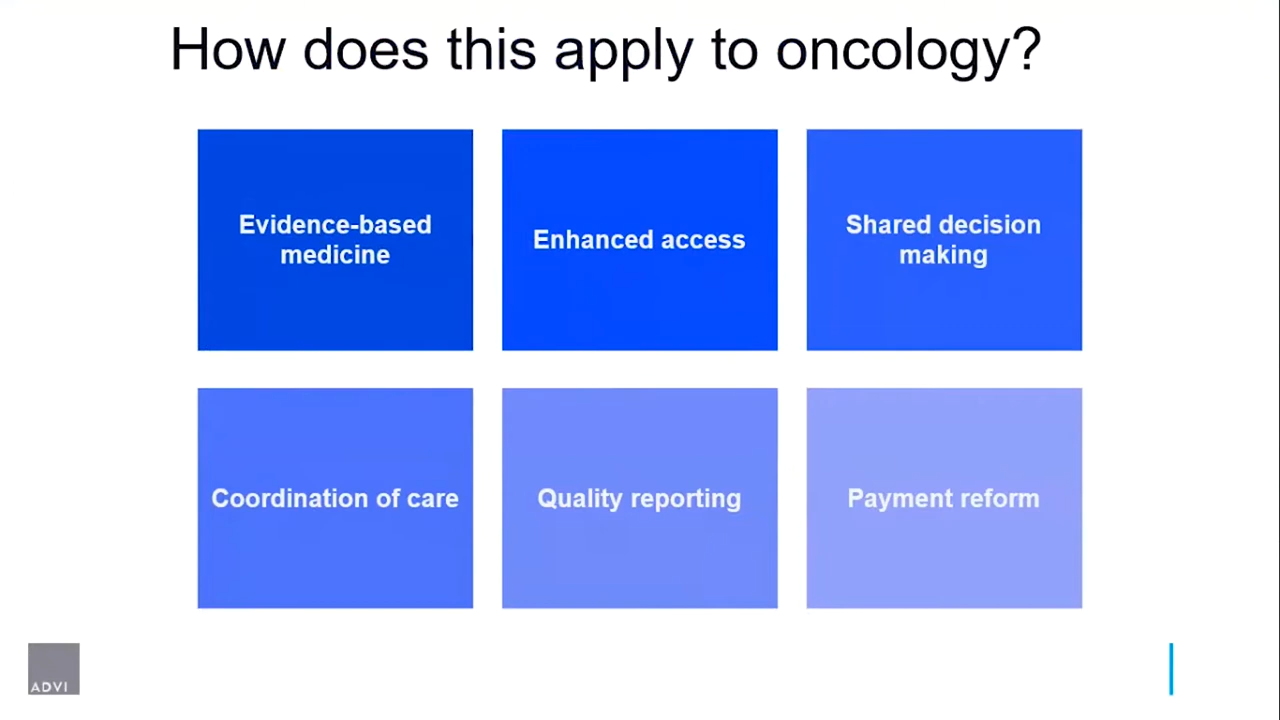 How does this apply to oncology?
Evidence-based
medicine
Enhanced access
Shared decision
making
Coordination of care
Quality reporting
Payment reform
ADVI